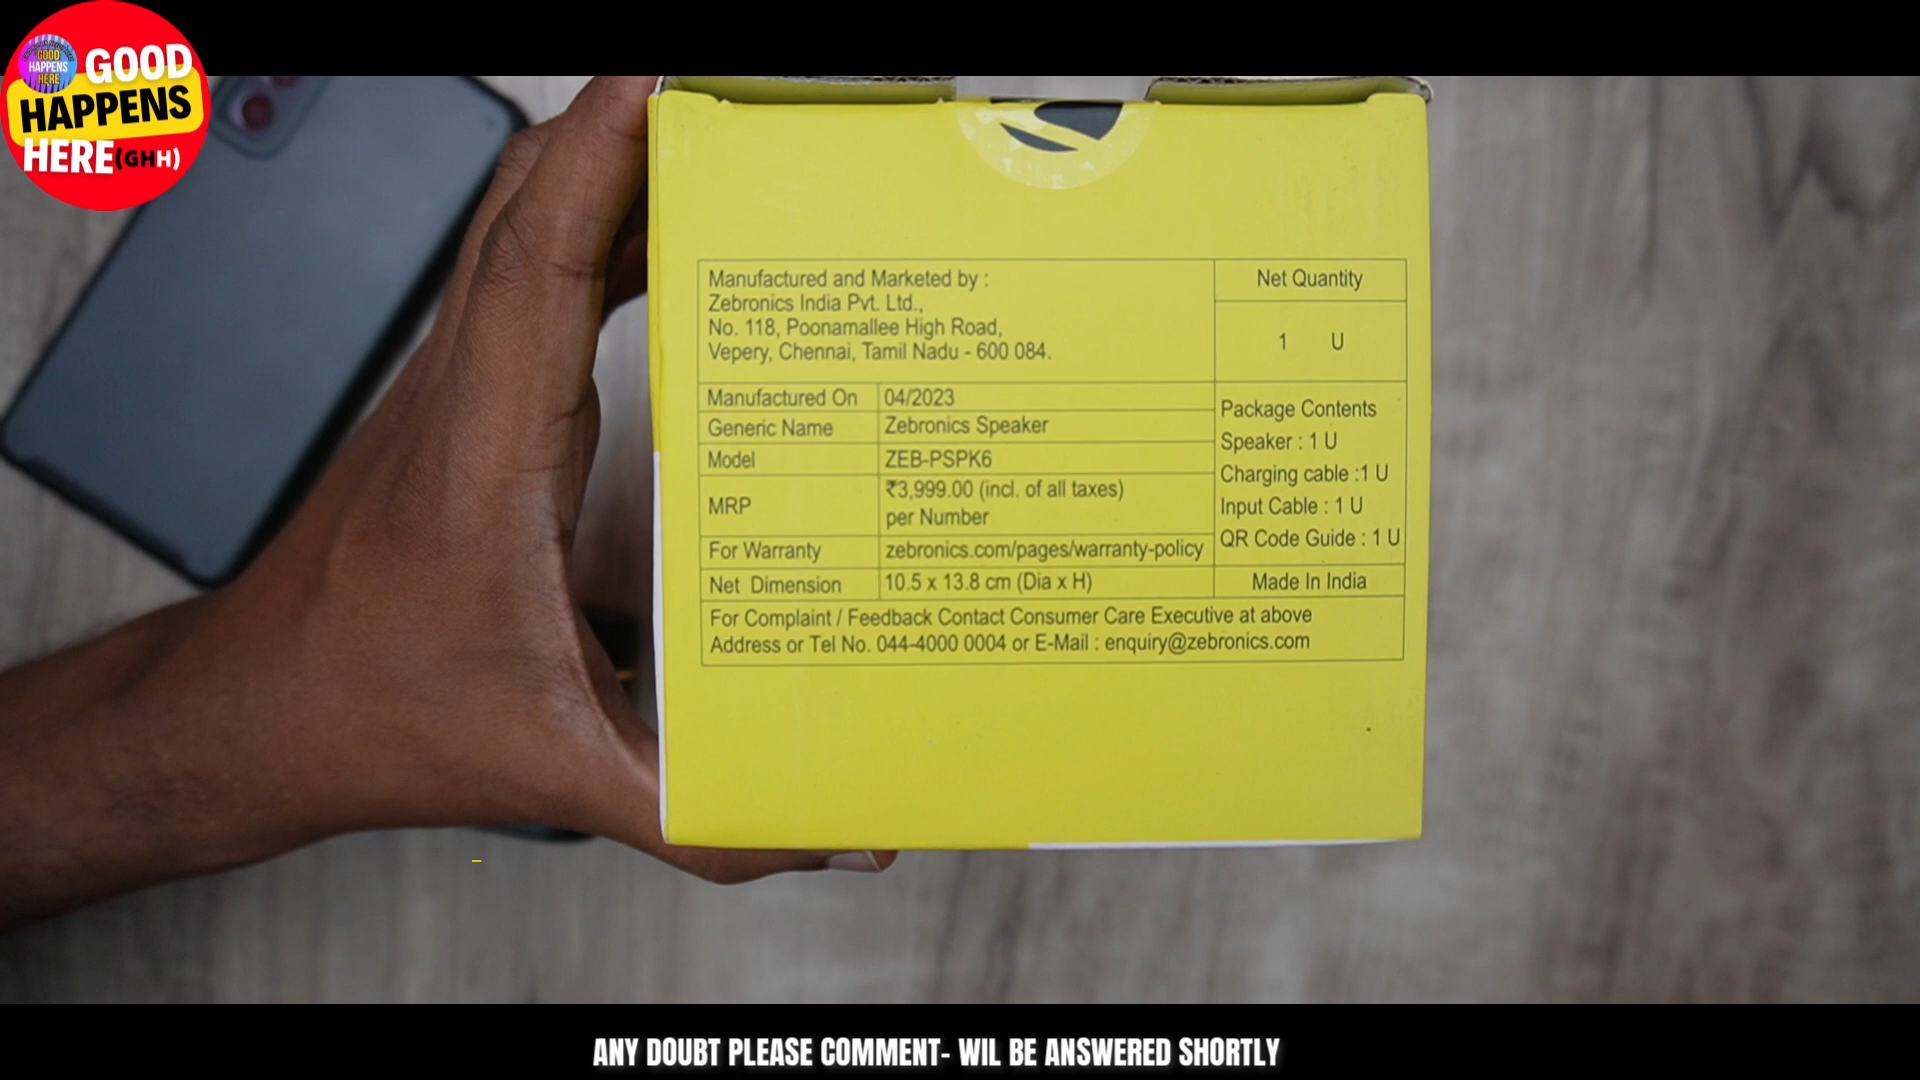 GOOD
HAPPENS
HERE
GOOD
HAPPENS
HERE(GHH)
Manufactured and Marketed by :
Zebronics India Pvt. Ltd.,
No. 118, Poonamallee High Road,
Vepery, Chennai, Tamil Nadu - 600 084.
Net Quantity
1 U
Manufactured On 04/2023
Generic Name Zebronics Speaker
Model ZEB-PSPK6
MRP ₹3,999.00 (incl. of all taxes)
per Number
For Warranty zebronics.com/pages/warranty-policy
Net Dimension 10.5 x 13.8 cm (Dia x H)
Package Contents
Speaker : 1 U
Charging cable :1 U
Input Cable : 1 U
QR Code Guide : 1 U
Made In India
For Complaint / Feedback Contact Consumer Care Executive at above
Address or Tel No. 044-4000 0004 or E-Mail : enquiry@zebronics.com
ANY DOUBT PLEASE COMMENT- WIL BE ANSWERED SHORTLY